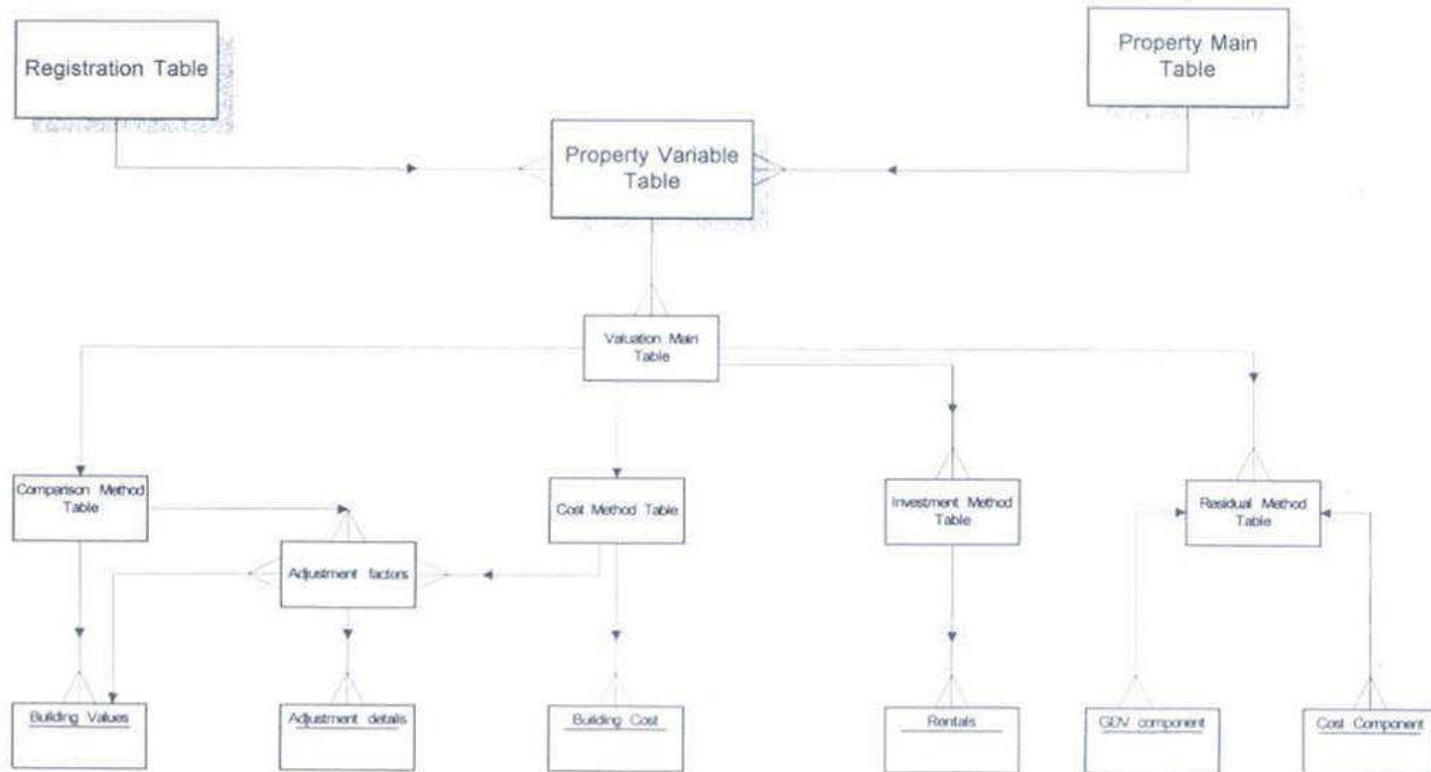 Registration Table
Property Main
Table
Property Variable
Table
Valuation Main
Table
Comparison Method
Table
Cost Method Table
Investment Method
Table
Residual Method
Table
Adjustment factors
Building Values
Adjustment details
Building Cost
Rentals
GDV component
Cost Component